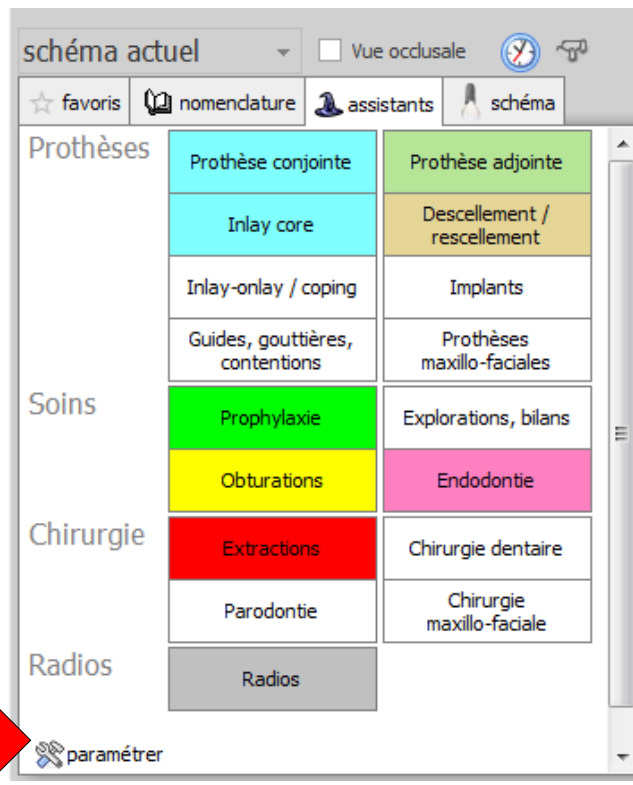 schéma actuel Vue occlusale
favoris nomenclature assistants schéma
Prothèses
Prothèse conjointe Prothèse adjointe
Inlay core Descellement /
rescellement
Inlay-onlay / coping Implants
Guides, gouttières,
contentions
Prothèses
maxillo-faciales
Soins
Prophylaxie Explorations, bilans
Obturations Endodontie
Chirurgie
Extractions Chirurgie dentaire
Parodontie Chirurgie
maxillo-faciale
Radios
Radios
paramétrer